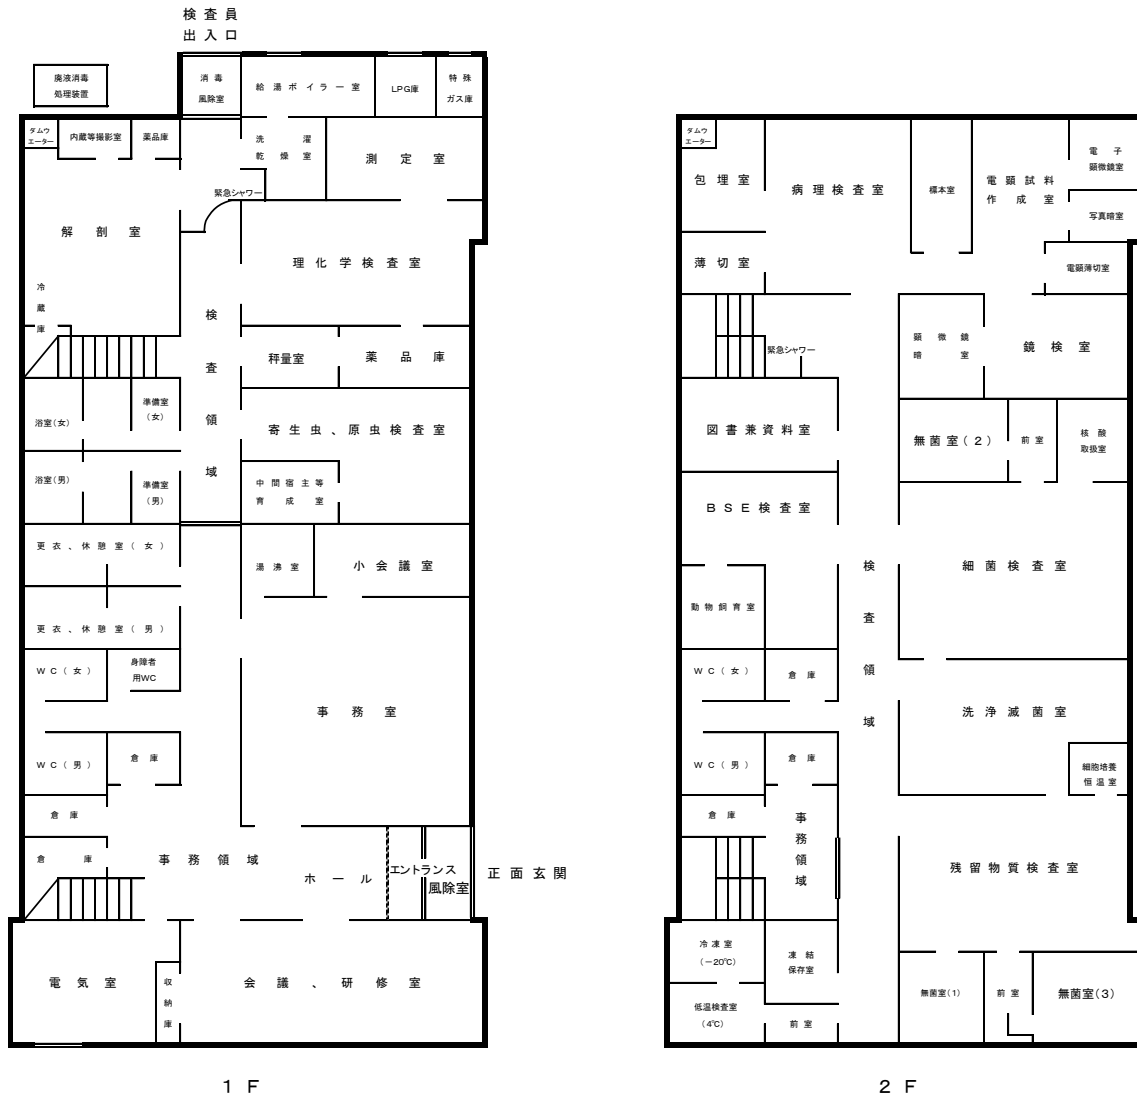 検査員
出入口
廃液消毒
処理装置
消毒
風除室
給湯ボイラー室
LPG庫
特殊
ガス庫
ダムウ
エーター
内蔵等撮影室
薬品庫
洗濯
乾燥室
測定室
緊急シャワー
解剖室
理化学検査室
冷
蔵
庫
検
査
領
域
秤量室
薬品庫
浴室(女)
準備室
(女)
寄生虫、原虫検査室
浴室(男)
準備室
(男)
中間宿主等
育成室
更衣、休憩室(女)
湯沸室
小会議室
更衣、休憩室(男)
WC(女)
身障者
用WC
事務室
WC(男)
倉庫
倉庫
倉庫
事務領域
ホール
エントランス
風除室
正面玄関
電気室
収
納
庫
会議、研修室
1F
ダムウ
エーター
包埋室
病理検査室
標本室
電顕試料
作成室
電子
顕微鏡室
写真暗室
薄切室
電顕薄切室
緊急シャワー
顕微鏡
暗室
鏡検室
図書兼資料室
無菌室(2)
前室
核酸
取扱室
BSE検査室
検
査
領
域
細菌検査室
動物飼育室
WC(女)
倉庫
洗浄滅菌室
WC(男)
倉庫
細胞培養
恒温室
倉庫
事
務
領
域
残留物質検査室
冷凍室
(−20℃)
凍結
保存室
低温検査室
(4℃)
前室
無菌室(1)
前室
無菌室(3)
2F